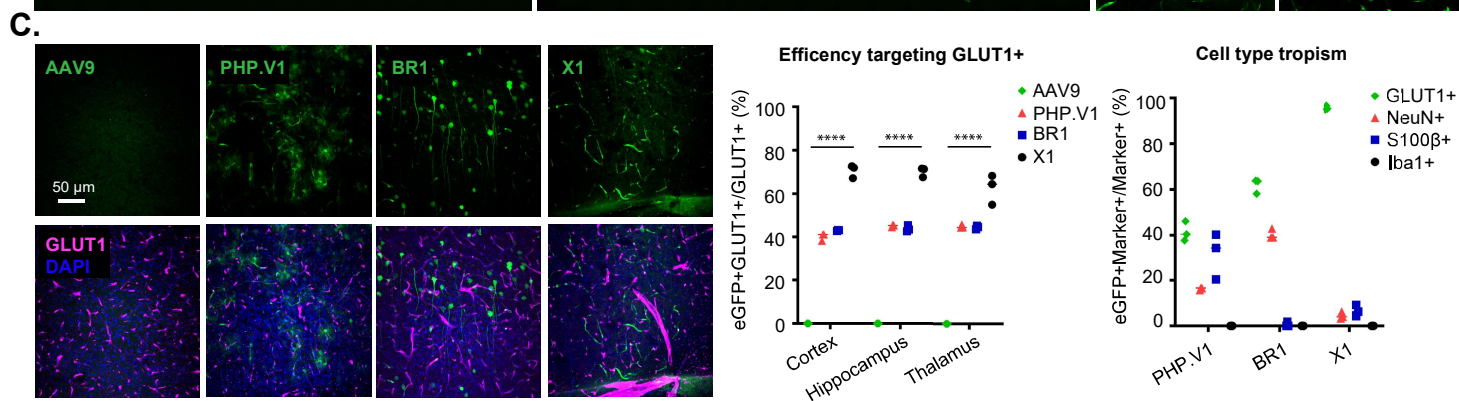 C.
AAV9
PHP.V1
BR1
X1
50 µm
GLUT1
DAPI
Efficency targeting GLUT1+
eGFP+GLUT1+/GLUT1+ (%)
100
80
60
40
20
0
****
****
****
Cortex
Hippocampus
Thalamus
AAV9
PHP.V1
BR1
X1
Cell type tropism
eGFP+Marker+/Marker+ (%)
100
80
60
40
20
0
PHP.V1
BR1
X1
GLUT1+
NeuN+
S100β+
Iba1+